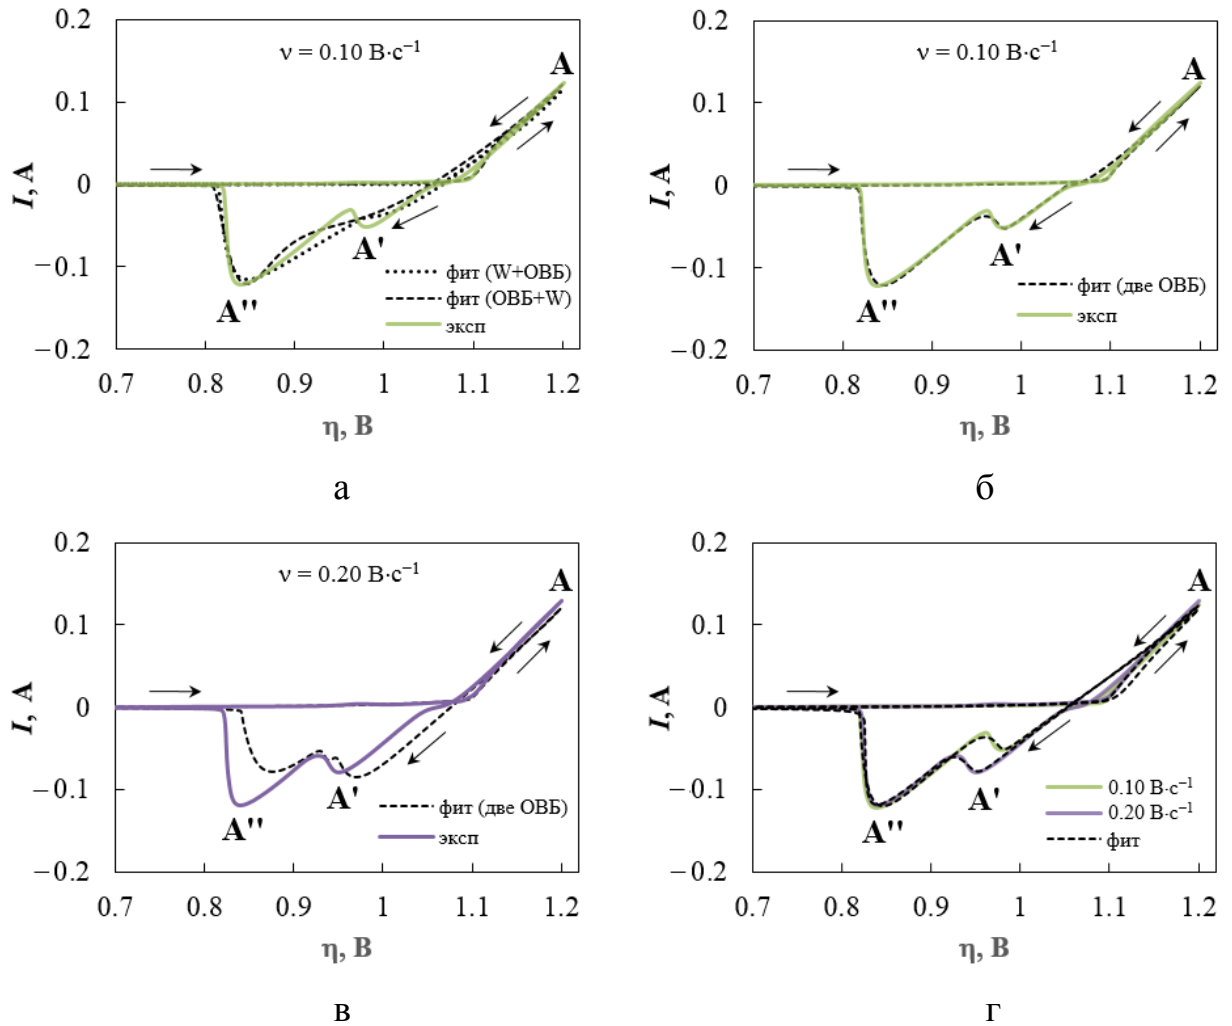 0.2
0.1
0
−0.1
−0.2
I, А
ν = 0.10 В·с⁻¹
A
A'
A''
фит (W+ОВБ)
фит (ОВБ+W)
эксп
0.7 0.8 0.9 1 1.1 1.2
η, В
а
0.2
0.1
0
−0.1
−0.2
I, А
ν = 0.10 В·с⁻¹
A
A'
A''
фит (две ОВБ)
эксп
0.7 0.8 0.9 1 1.1 1.2
η, В
б
0.2
0.1
0
−0.1
−0.2
I, А
ν = 0.20 В·с⁻¹
A
A'
A''
фит (две ОВБ)
эксп
0.7 0.8 0.9 1 1.1 1.2
η, В
в
0.2
0.1
0
−0.1
−0.2
I, А
A
A'
A''
0.10 В·с⁻¹
0.20 В·с⁻¹
фит
0.7 0.8 0.9 1 1.1 1.2
η, В
г